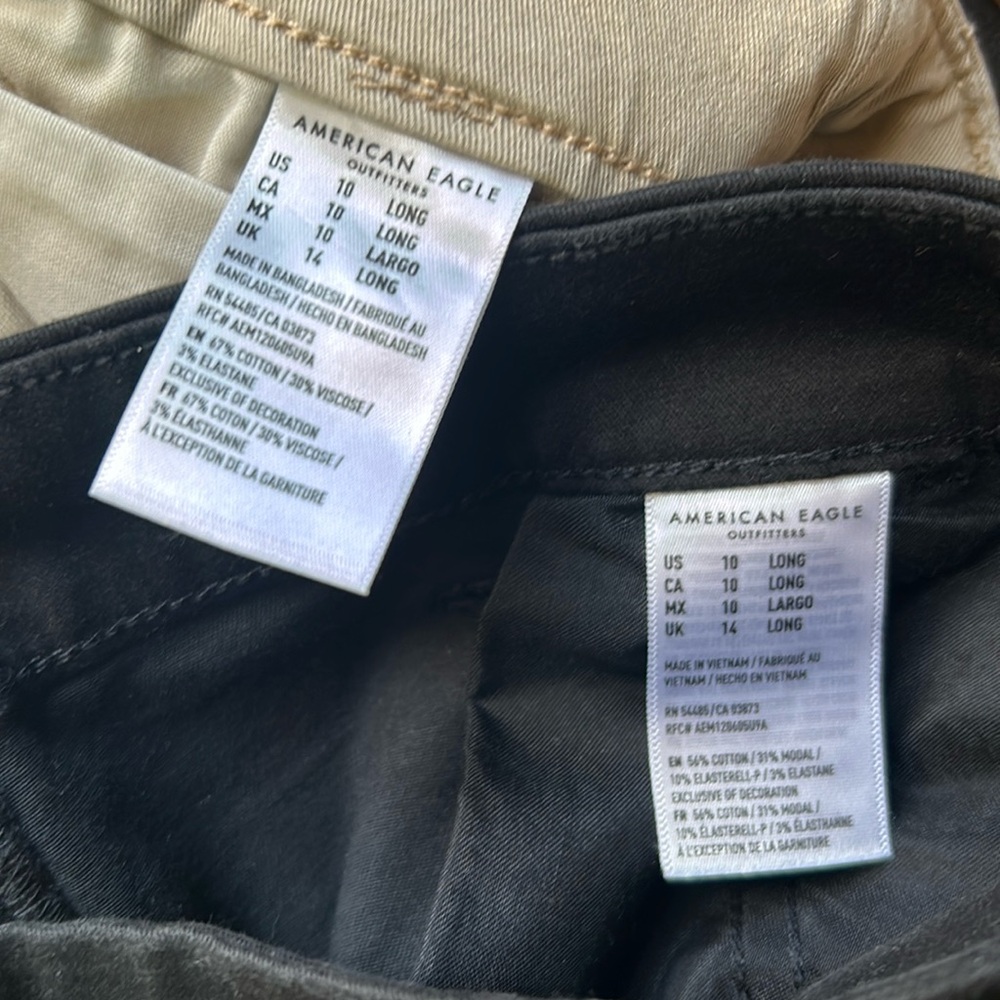 AMERICAN EAGLE
OUTFITTERS
US 10 LONG
CA 10 LONG
MX 10 LARGO
UK 14 LONG
MADE IN BANGLADESH / FABRIQUÉ AU
BANGLADESH / HECHO EN BANGLADESH
RN 54485/CA 03873
RFC# AEM120605U9A
EN 67% COTTON / 30% VISCOSE /
3% ELASTANE
EXCLUSIVE OF DECORATION
FR 67% COTON / 30% VISCOSE /
3% ÉLASTHANNE
À L'EXCEPTION DE LA GARNITURE
AMERICAN EAGLE
OUTFITTERS
US 10 LONG
CA 10 LONG
MX 10 LARGO
UK 14 LONG
MADE IN VIETNAM / FABRIQUÉ AU
VIETNAM / HECHO EN VIETNAM
RN 54485/CA 03873
RFC# AEM120605U9A
EN 56% COTTON / 31% MODAL /
10% ELASTERELL-P / 3% ELASTANE
EXCLUSIVE OF DECORATION
FR 56% COTON / 31% MODAL /
10% ÉLASTERELL-P / 3% ÉLASTHANNE
À L'EXCEPTION DE LA GARNITURE